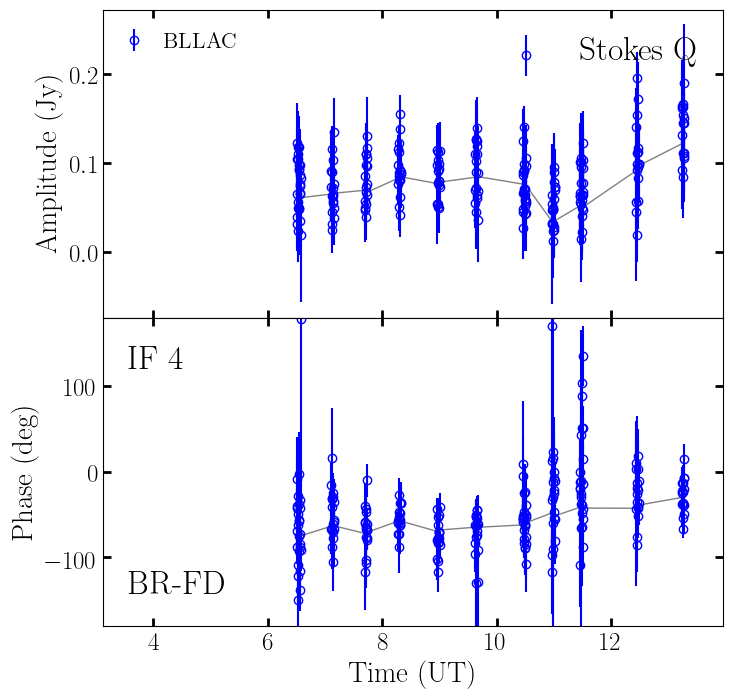 BLLAC
Stokes Q
Amplitude (Jy)
0.2
0.1
0.0
IF 4
Phase (deg)
100
0
−100
BR-FD
4 6 8 10 12
Time (UT)